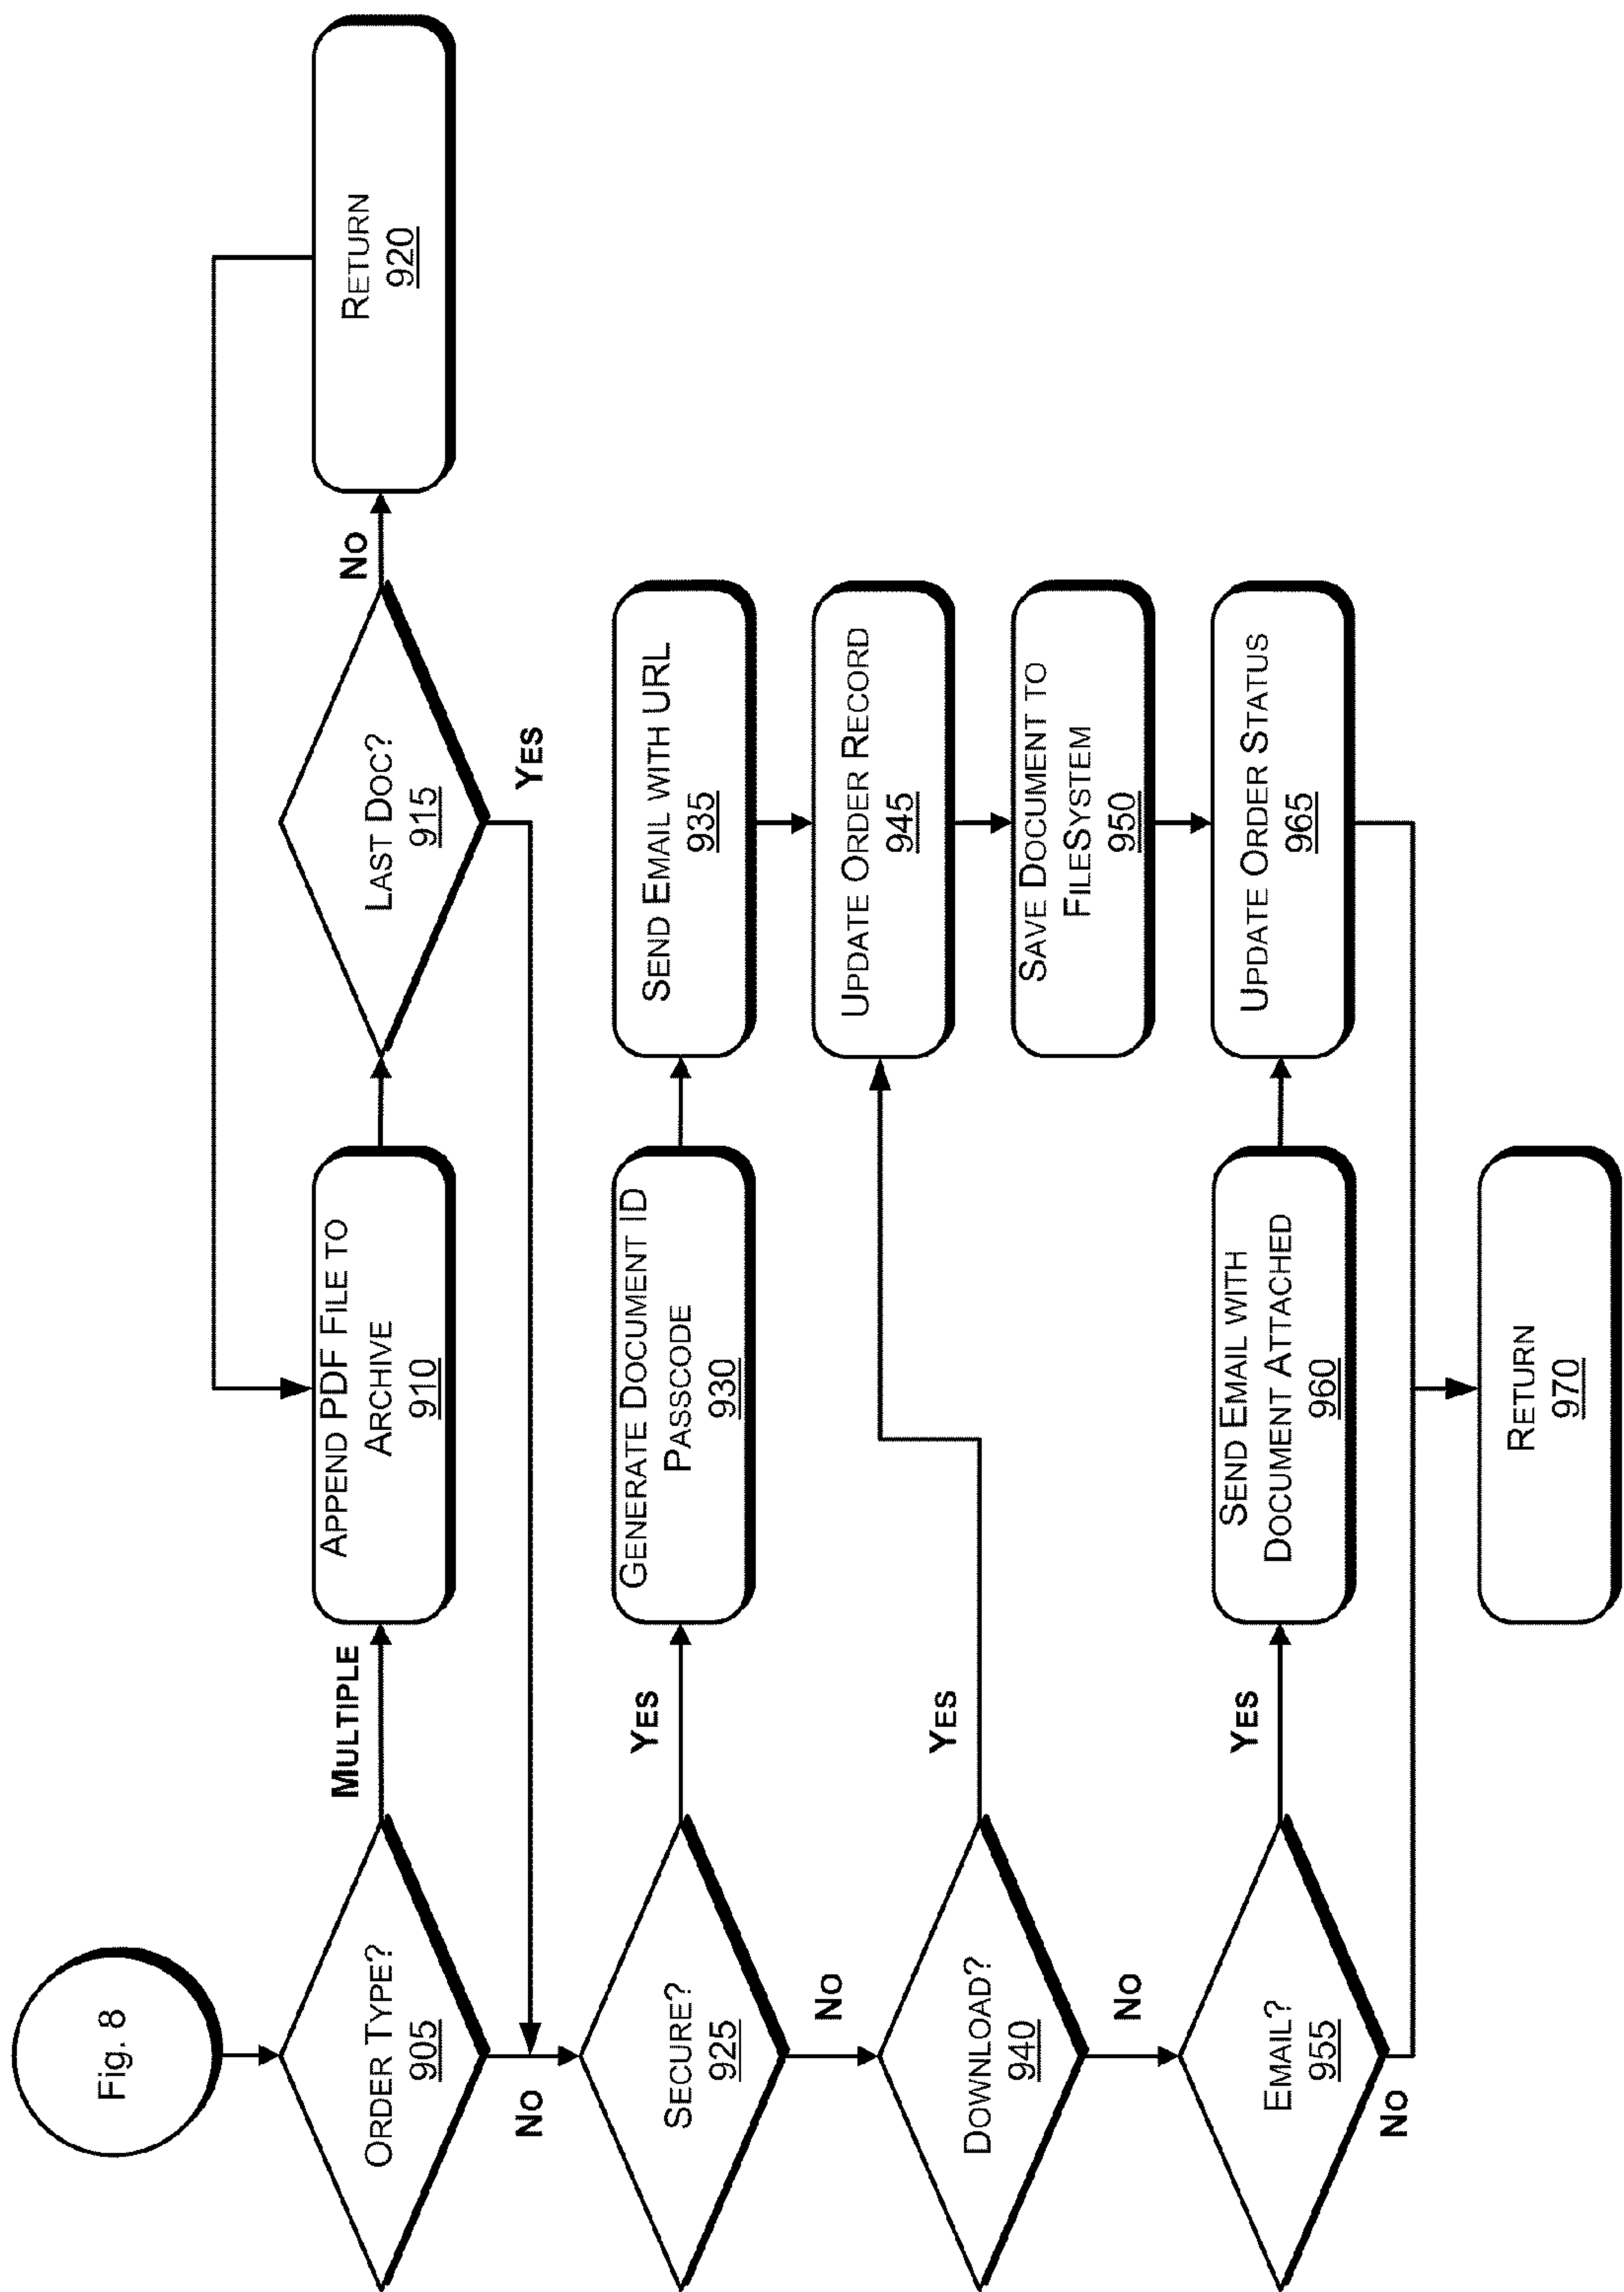 Fig. 8
ORDER TYPE?
905
MULTIPLE
APPEND PDF FILE TO
ARCHIVE
910
LAST DOC?
915
NO
RETURN
920
YES
NO
SECURE?
925
YES
GENERATE DOCUMENT ID
PASSCODE
930
SEND EMAIL WITH URL
935
NO
DOWNLOAD?
940
YES
UPDATE ORDER RECORD
945
SAVE DOCUMENT TO
FILESYSTEM
950
NO
EMAIL?
955
YES
SEND EMAIL WITH
DOCUMENT ATTACHED
960
UPDATE ORDER STATUS
965
NO
RETURN
970